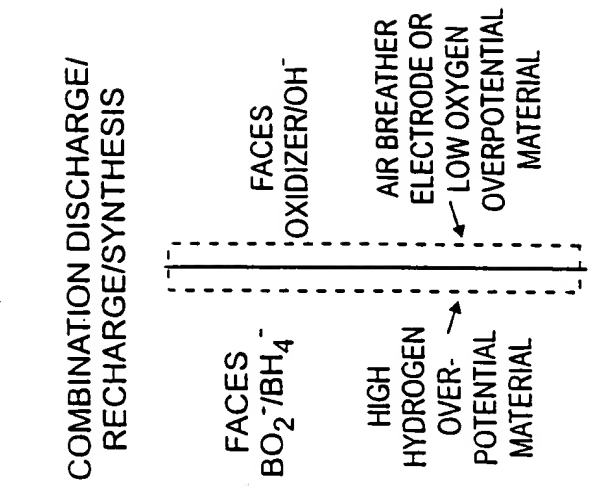 COMBINATION DISCHARGE/
RECHARGE/SYNTHESIS
FACES
BO₂⁻/BH₄⁻
FACES
OXIDIZER/OH⁻
HIGH
HYDROGEN
OVER-
POTENTIAL
MATERIAL
AIR BREATHER
ELECTRODE OR
LOW OXYGEN
OVERPOTENTIAL
MATERIAL